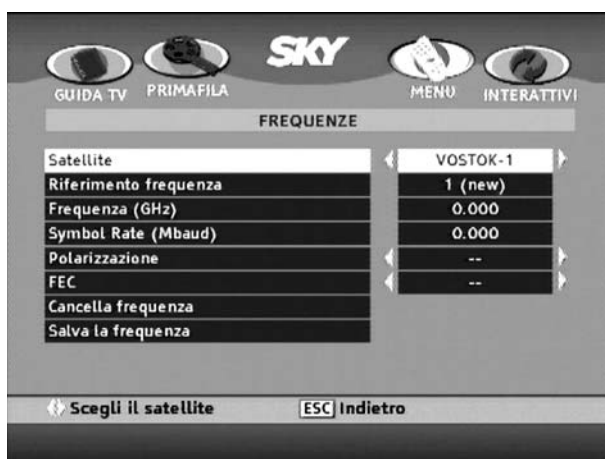 SKY
GUIDA TV
PRIMAFILA
MENU
INTERATTIVI
FREQUENZE
Satellite VOSTOK-1
Riferimento frequenza 1 (new)
Frequenza (GHz) 0.000
Symbol Rate (Mbaud) 0.000
Polarizzazione --
FEC --
Cancella frequenza
Salva la frequenza
Scegli il satellite ESC Indietro